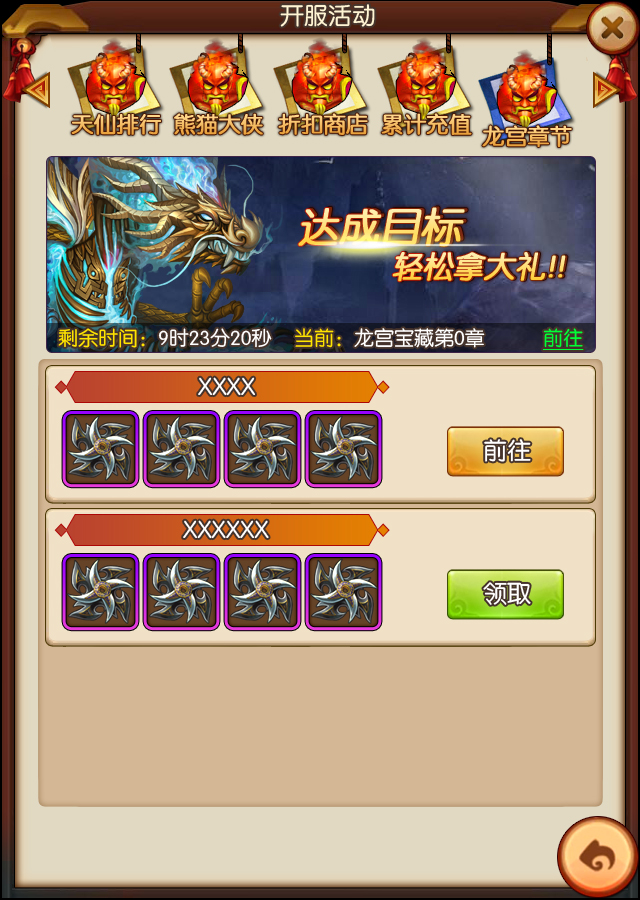 开服活动
天仙排行 熊猫大侠 折扣商店 累计充值 龙宫章节
达成目标
轻松拿大礼!!
剩余时间：9时23分20秒 当前：龙宫宝藏第0章 前往
XXXX
前往
XXXXXX
领取